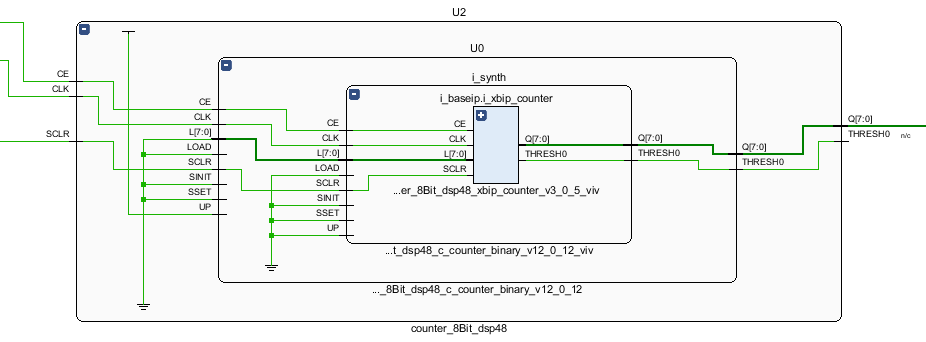 U2
U0
i_synth
i_baseip.i_xbip_counter
CE
CLK
SCLR
CE
CLK
L[7:0]
LOAD
SCLR
SINIT
SSET
UP
CE
CLK
L[7:0]
LOAD
SCLR
SINIT
SSET
UP
CE
CLK
L[7:0]
SCLR
Q[7:0]
THRESH0
Q[7:0]
THRESH0
Q[7:0]
THRESH0
Q[7:0]
THRESH0 n/c
...er_8Bit_dsp48_xbip_counter_v3_0_5_viv
...t_dsp48_c_counter_binary_v12_0_12_viv
..._8Bit_dsp48_c_counter_binary_v12_0_12
counter_8Bit_dsp48